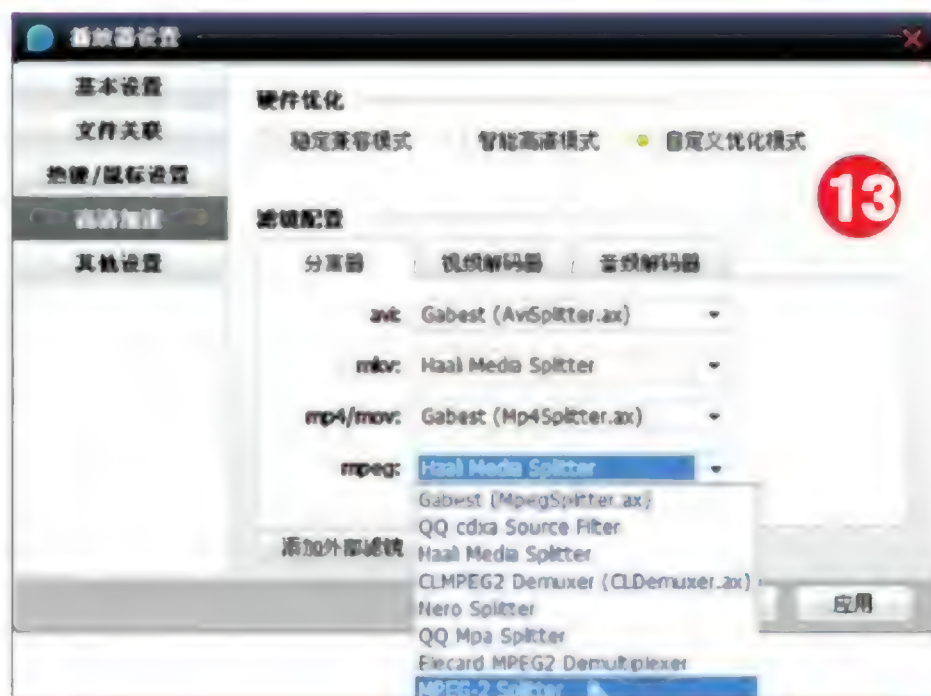 播放器设置
基本设置
文件关联
热键/鼠标设置
高清加速
其他设置
硬件优化
稳定兼容模式 智能高清模式 自定义优化模式
13
滤镜配置
分离器 视频解码器 音频解码器
avi: Gabest (AviSplitter.ax)
mkv: Haali Media Splitter
mp4/mov: Gabest (Mp4Splitter.ax)
mpeg: Haali Media Splitter
Gabest (MpegSplitter.ax)
QQ cdxa Source Filter
Haali Media Splitter
CLMPEG2 Demuxer (CLDemuxer.ax)
Nero Splitter
QQ Mpa Splitter
Elecard MPEG2 Demultiplexer
MPEG-2 Splitter
添加外部滤镜
应用